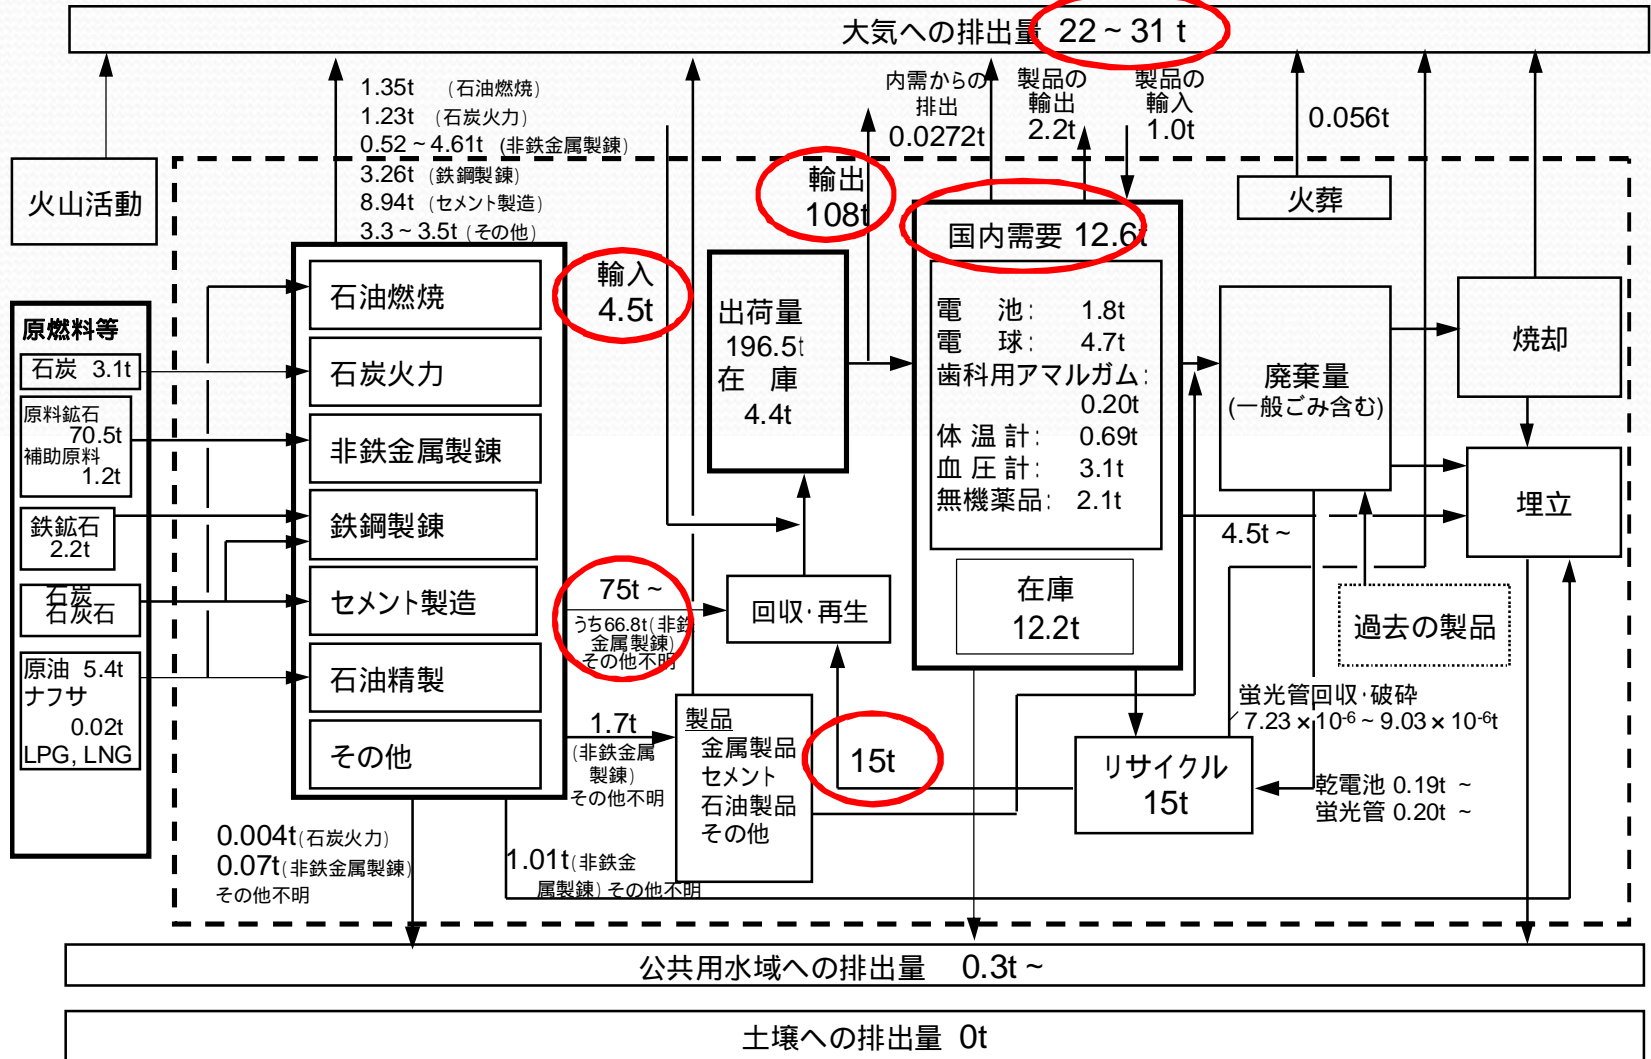 大気への排出量 22 ~ 31 t
1.35t (石油燃焼)
1.23t (石炭火力)
0.52 ~ 4.61t (非鉄金属製錬)
3.26t (鉄鋼製錬)
8.94t (セメント製造)
3.3 ~ 3.5t (その他)
内需からの
排出
0.0272t
製品の
輸出
2.2t
製品の
輸入
1.0t
0.056t
火山活動
輸出
108t
火葬
国内需要 12.6t
輸入
4.5t
原燃料等
石炭 3.1t
原料鉱石
70.5t
補助原料
1.2t
鉄鉱石
2.2t
石炭
石灰石
原油 5.4t
ナフサ
0.02t
LPG, LNG
石油燃焼
石炭火力
非鉄金属製錬
鉄鋼製錬
セメント製造
石油精製
その他
出荷量
196.5t
在 庫
4.4t
電 池: 1.8t
電 球: 4.7t
歯科用アマルガム:
0.20t
体 温 計: 0.69t
血 圧 計: 3.1t
無機薬品: 2.1t
在庫
12.2t
廃棄量
(一般ごみ含む)
焼却
埋立
4.5t ~
過去の製品
75t ~
うち66.8t(非鉄
金属製錬)
その他不明
回収・再生
1.7t
(非鉄金属
製錬)
その他不明
製品
金属製品
セメント
石油製品
その他
15t
蛍光管回収・破砕
7.23 × 10⁻⁶ ~ 9.03 × 10⁻⁶t
リサイクル
15t
乾電池 0.19t ~
蛍光管 0.20t ~
0.004t(石炭火力)
0.07t(非鉄金属製錬)
その他不明
1.01t(非鉄金
属製錬) その他不明
公共用水域への排出量 0.3t ~
土壌への排出量 0t